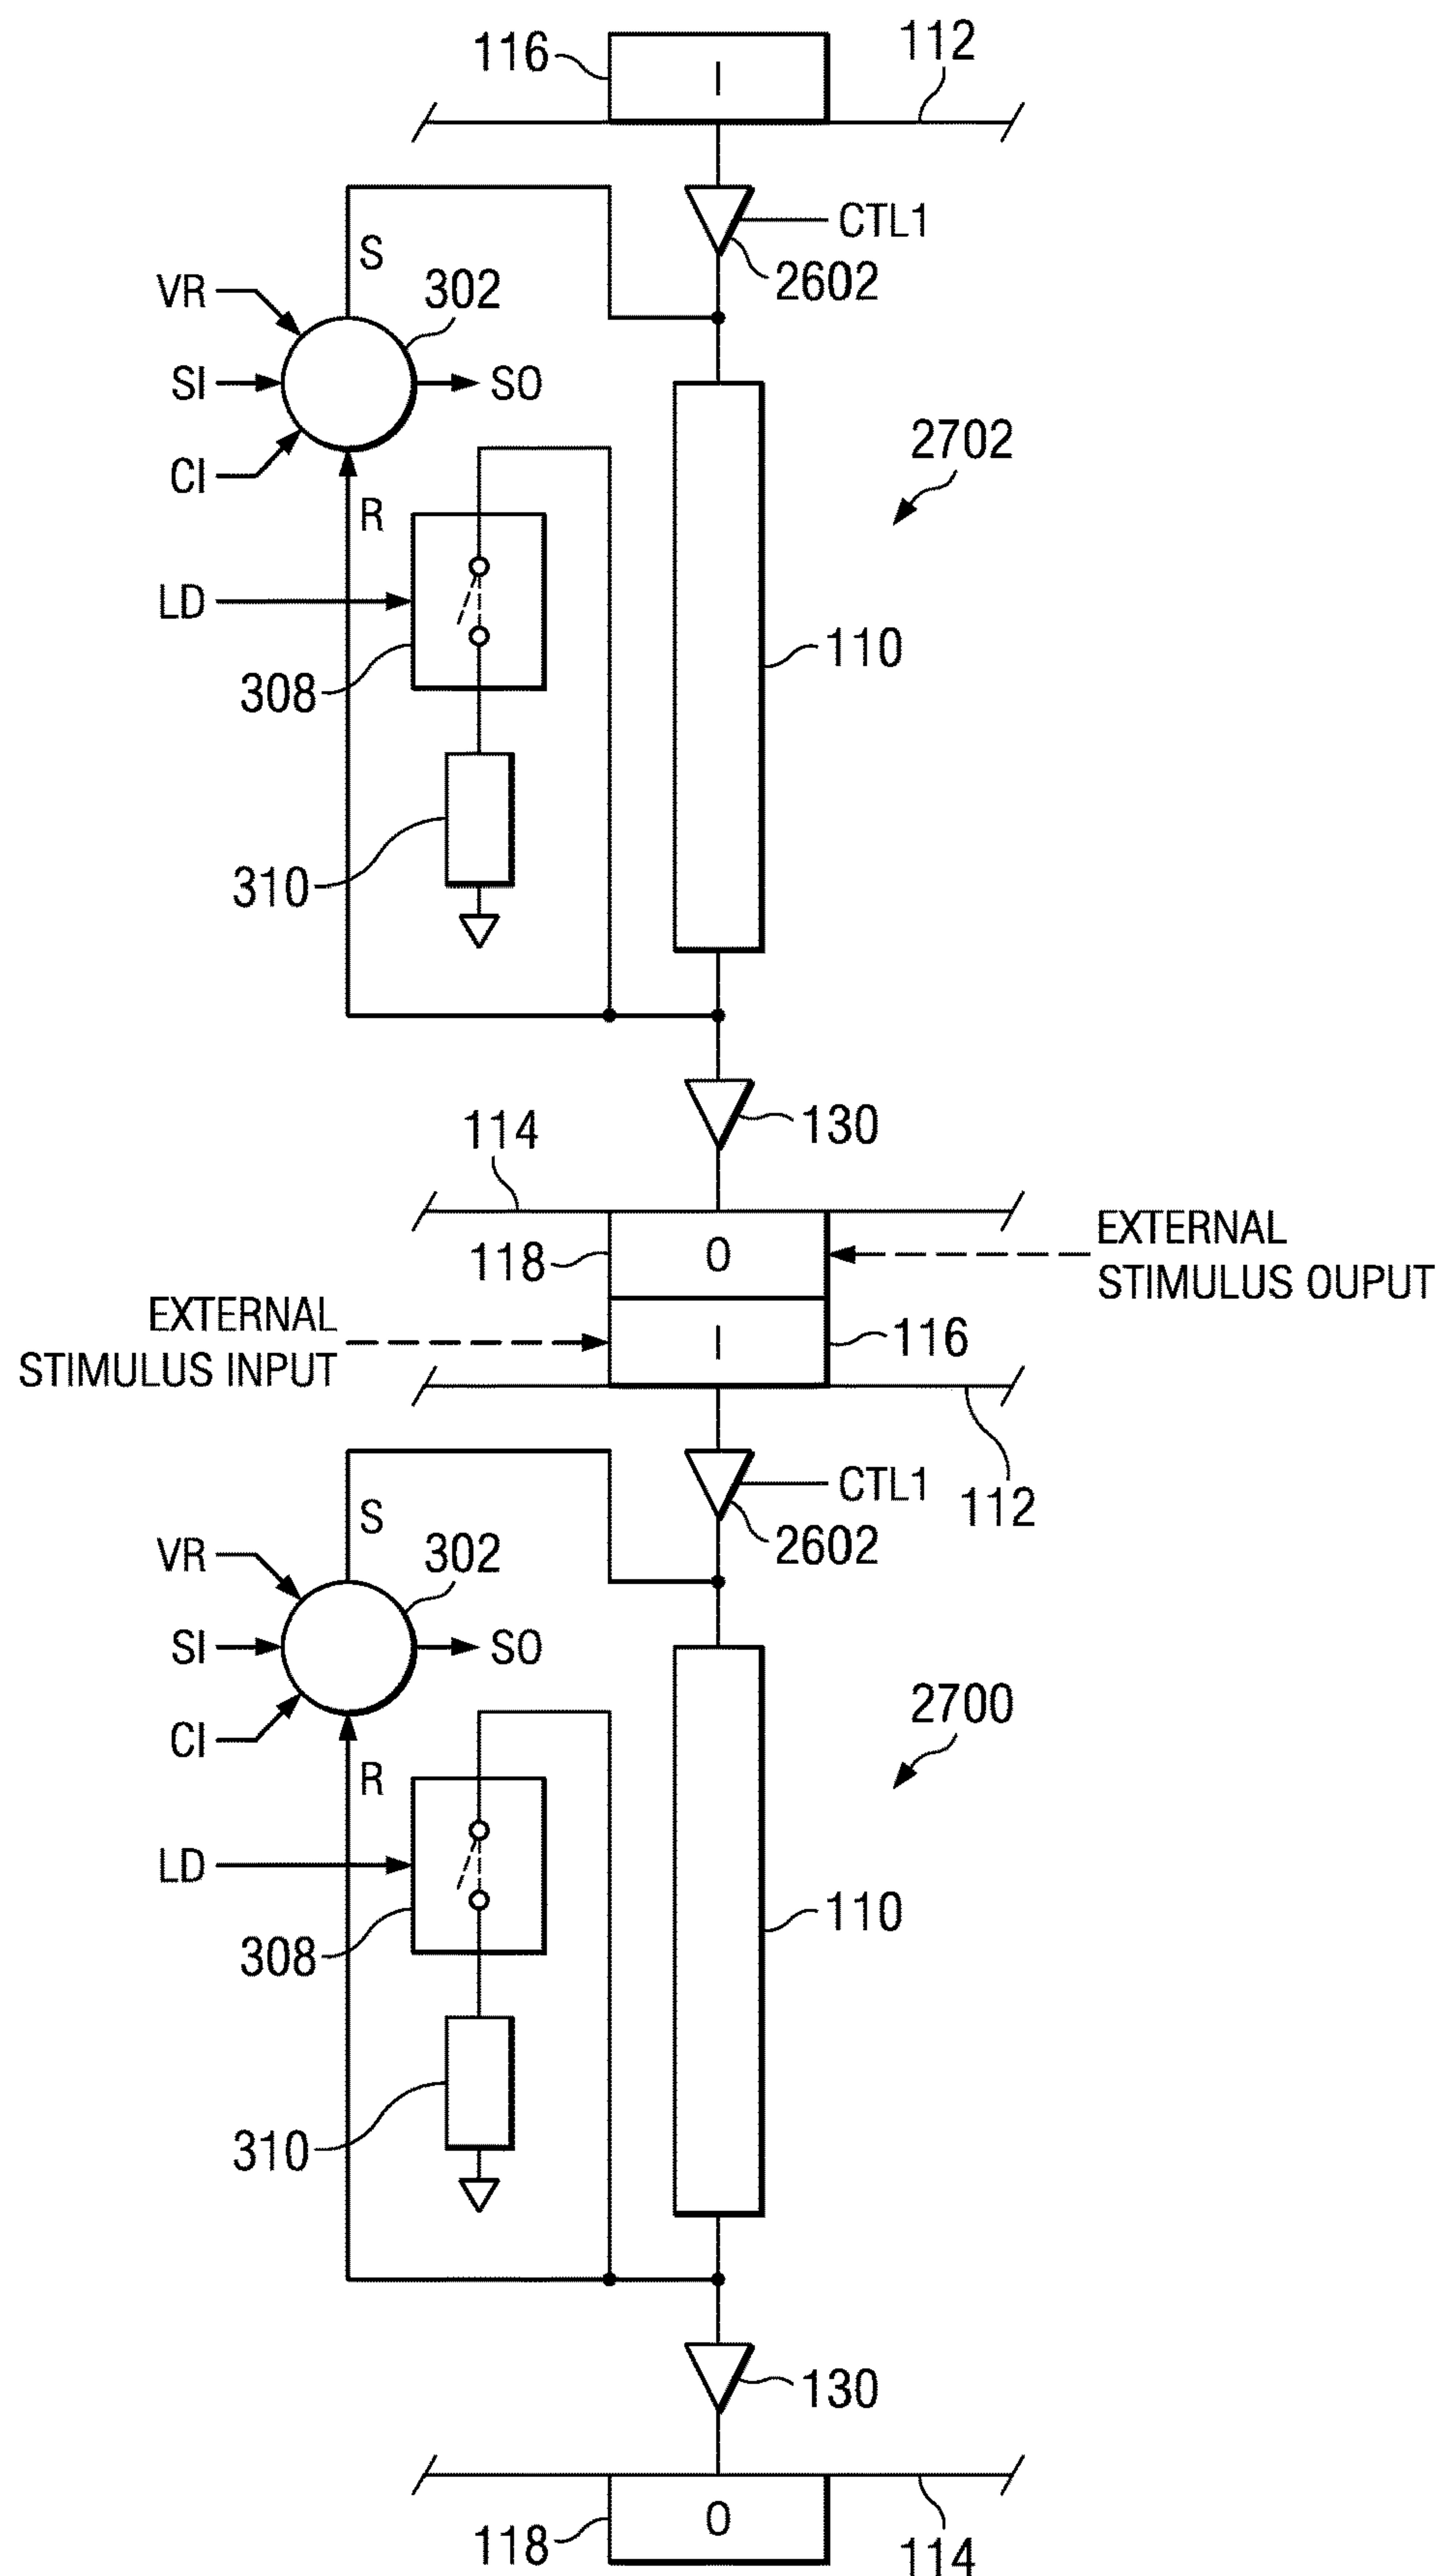 116
I
112
CTL1
S
2602
VR
302
SI
SO
CI
2702
R
LD
110
308
310
130
114
118
O
EXTERNAL
STIMULUS OUPUT
EXTERNAL
STIMULUS INPUT
I
116
112
CTL1
S
2602
VR
302
SI
SO
CI
2700
R
LD
110
308
310
130
118
O
114